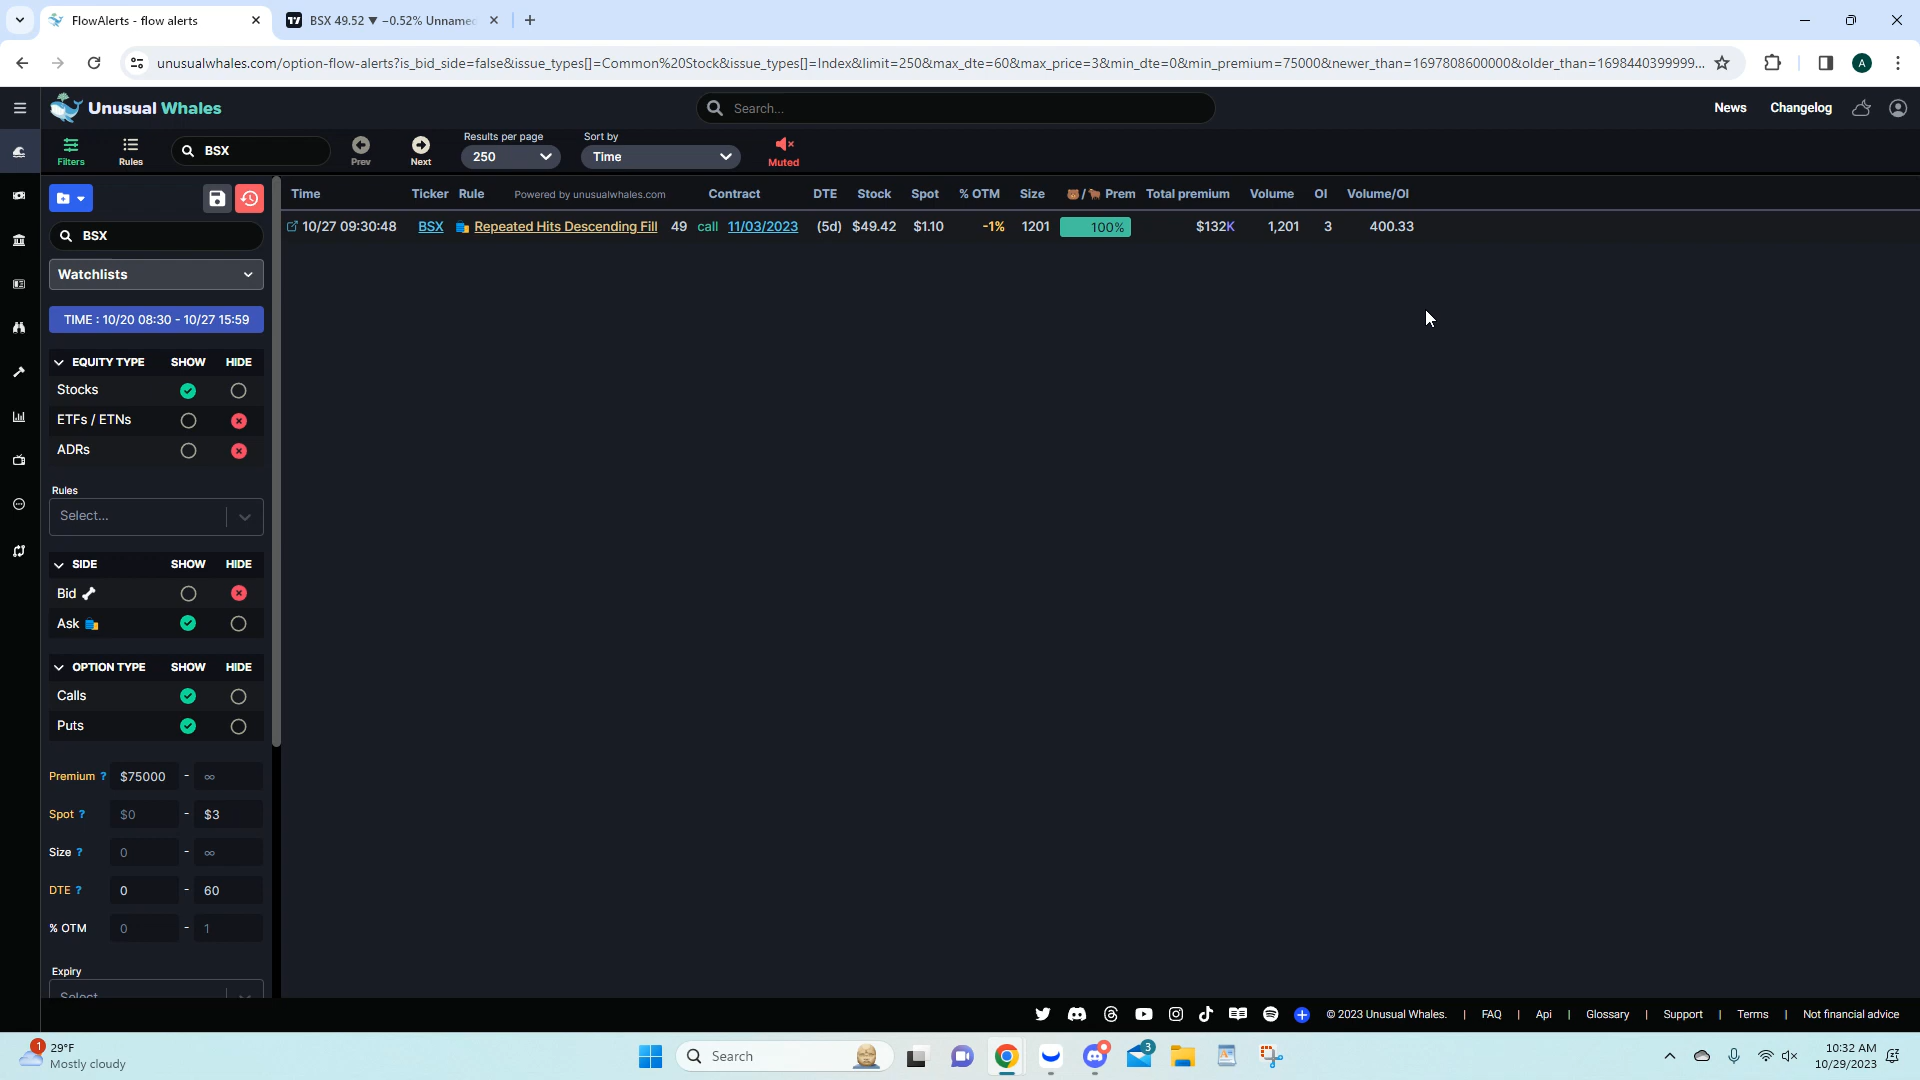 FlowAlerts - flow alerts
BSX 49.52 ▼ −0.52% Unname
unusualwhales.com/option-flow-alerts?is_bid_side=false&issue_types[]=Common%20Stock&issue_types[]=Index&limit=250&max_dte=60&max_price=3&min_dte=0&min_premium=75000&newer_than=1697808600000&older_than=1698440399999...
A
Unusual Whales
Search...
News
Changelog
Filters
Rules
BSX
Prev
Next
Results per page
250
Sort by
Time
Muted
Time Ticker Rule Powered by unusualwhales.com Contract DTE Stock Spot % OTM Size 🐻/🐂 Prem Total premium Volume OI Volume/OI
10/27 09:30:48 BSX Repeated Hits Descending Fill 49 call 11/03/2023 (5d) $49.42 $1.10 -1% 1201 100% $132K 1,201 3 400.33
BSX
Watchlists
TIME : 10/20 08:30 - 10/27 15:59
EQUITY TYPE SHOW HIDE
Stocks
ETFs / ETNs
ADRs
Rules
Select...
SIDE SHOW HIDE
Bid
Ask
OPTION TYPE SHOW HIDE
Calls
Puts
Premium ? $75000 - ∞
Spot ? $0 - $3
Size ? 0 - ∞
DTE ? 0 - 60
% OTM 0 - 1
Expiry
Select
© 2023 Unusual Whales. | FAQ | Api | Glossary | Support | Terms | Not financial advice
1
29°F
Mostly cloudy
Search
3
10:32 AM
10/29/2023